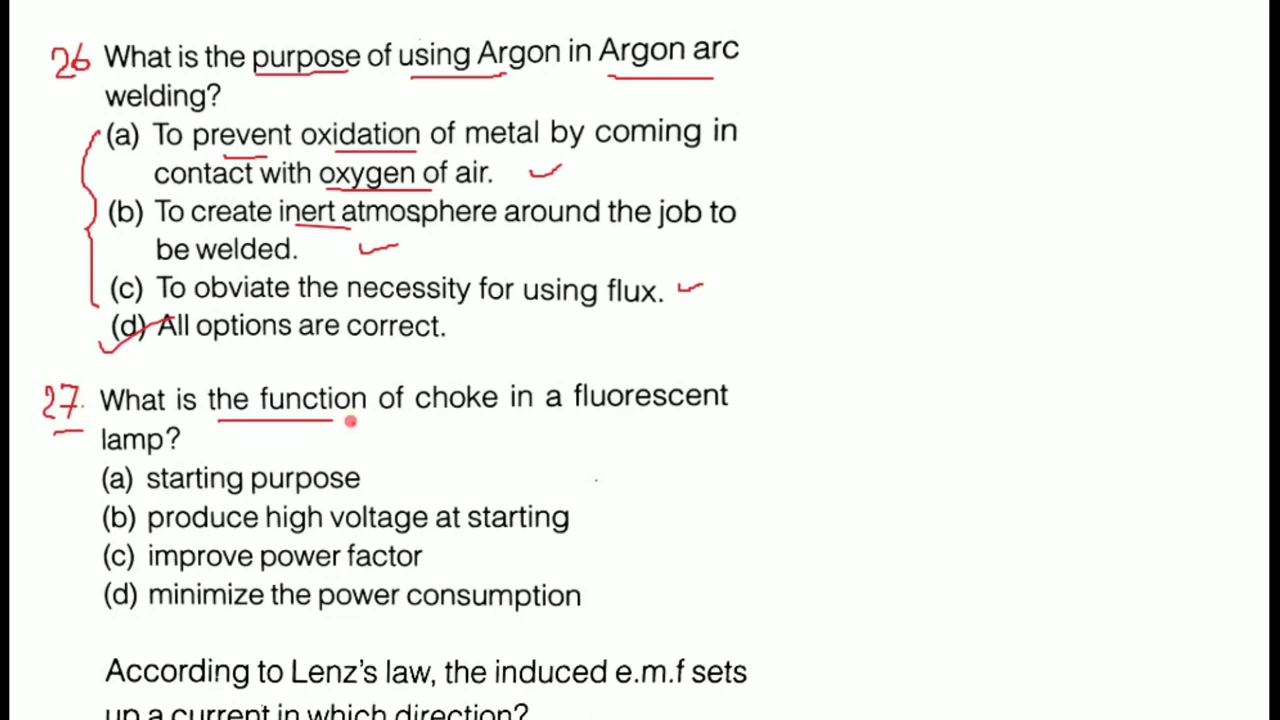 26 What is the purpose of using Argon in Argon arc
welding?
(a) To prevent oxidation of metal by coming in
contact with oxygen of air.
(b) To create inert atmosphere around the job to
be welded.
(c) To obviate the necessity for using flux.
(d) All options are correct.
27. What is the function of choke in a fluorescent
lamp?
(a) starting purpose
(b) produce high voltage at starting
(c) improve power factor
(d) minimize the power consumption
According to Lenz's law, the induced e.m.f sets
up a current in which direction?